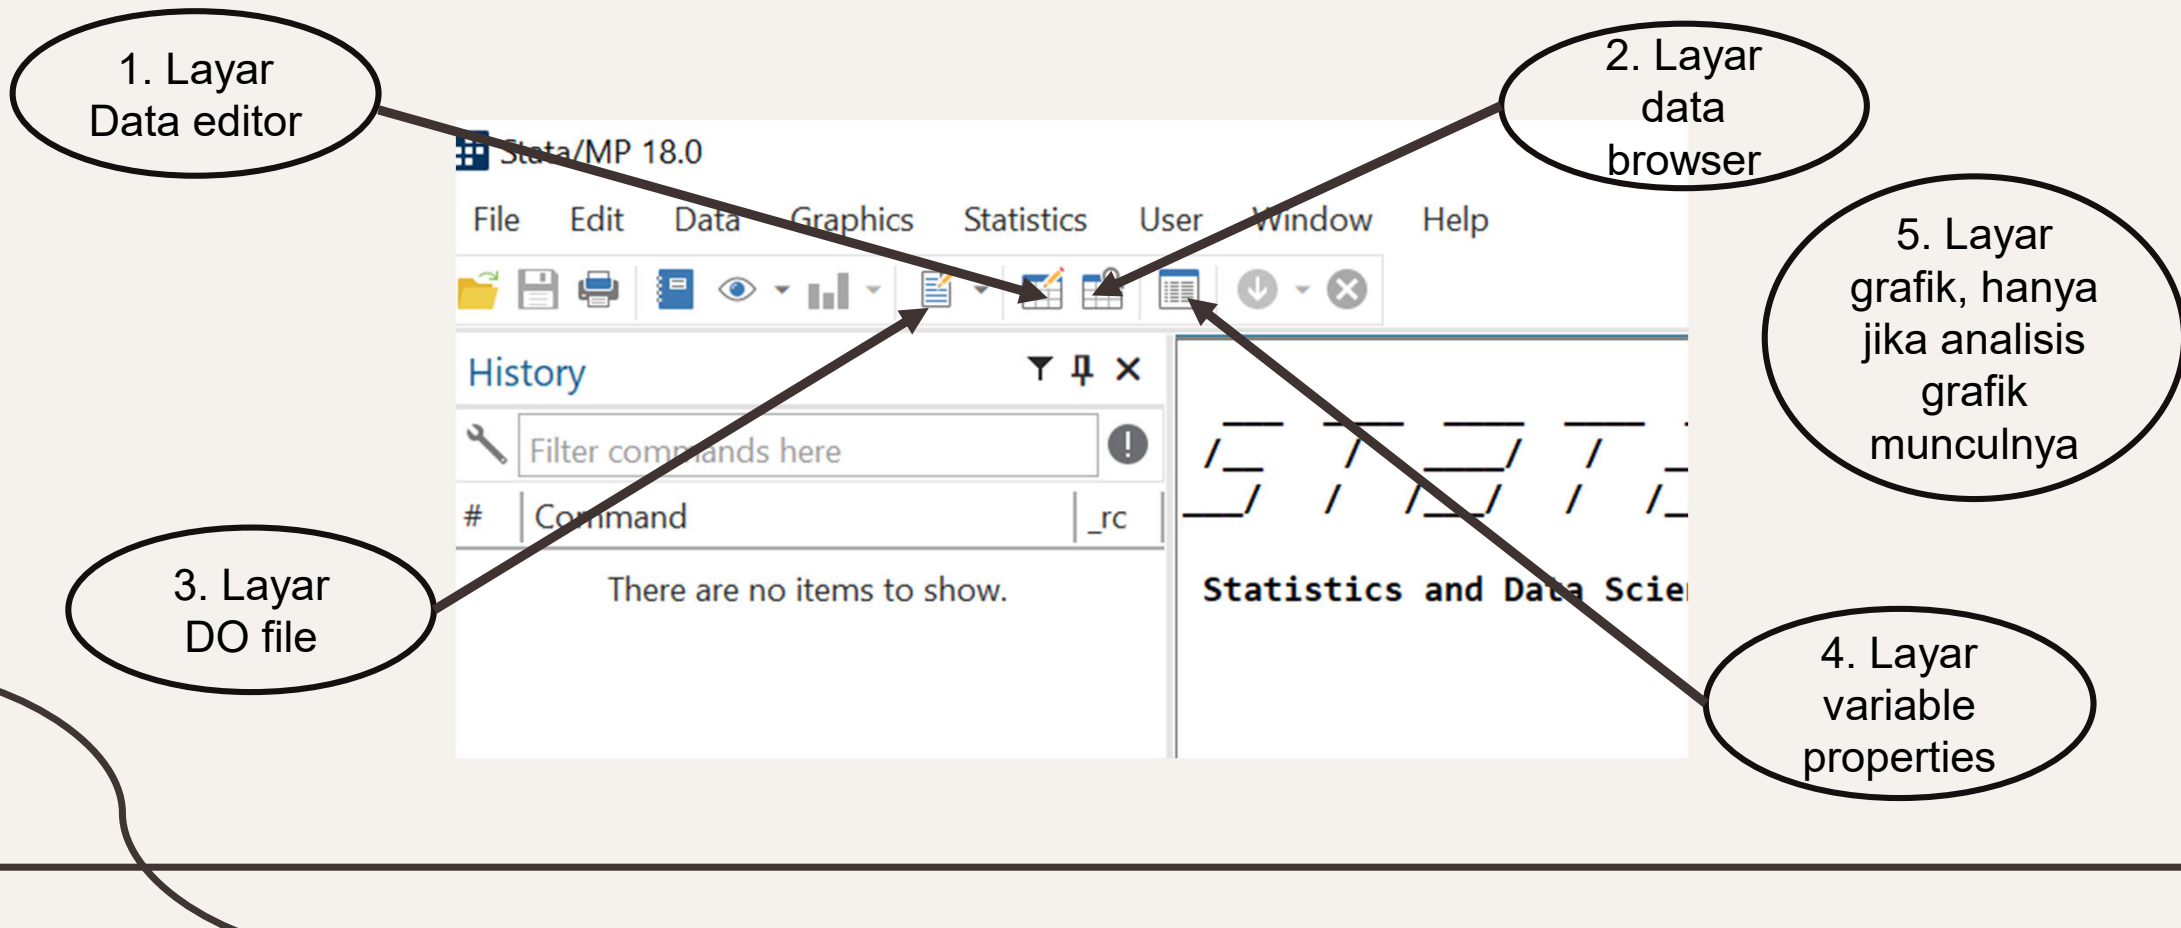 1. Layar
Data editor
2. Layar
data
browser
Stata/MP 18.0
File Edit Data Graphics Statistics User Window Help
5. Layar
grafik, hanya
jika analisis
grafik
munculnya
History
Filter commands here
# Command _rc
There are no items to show.
Statistics and Data Scie
3. Layar
DO file
4. Layar
variable
properties